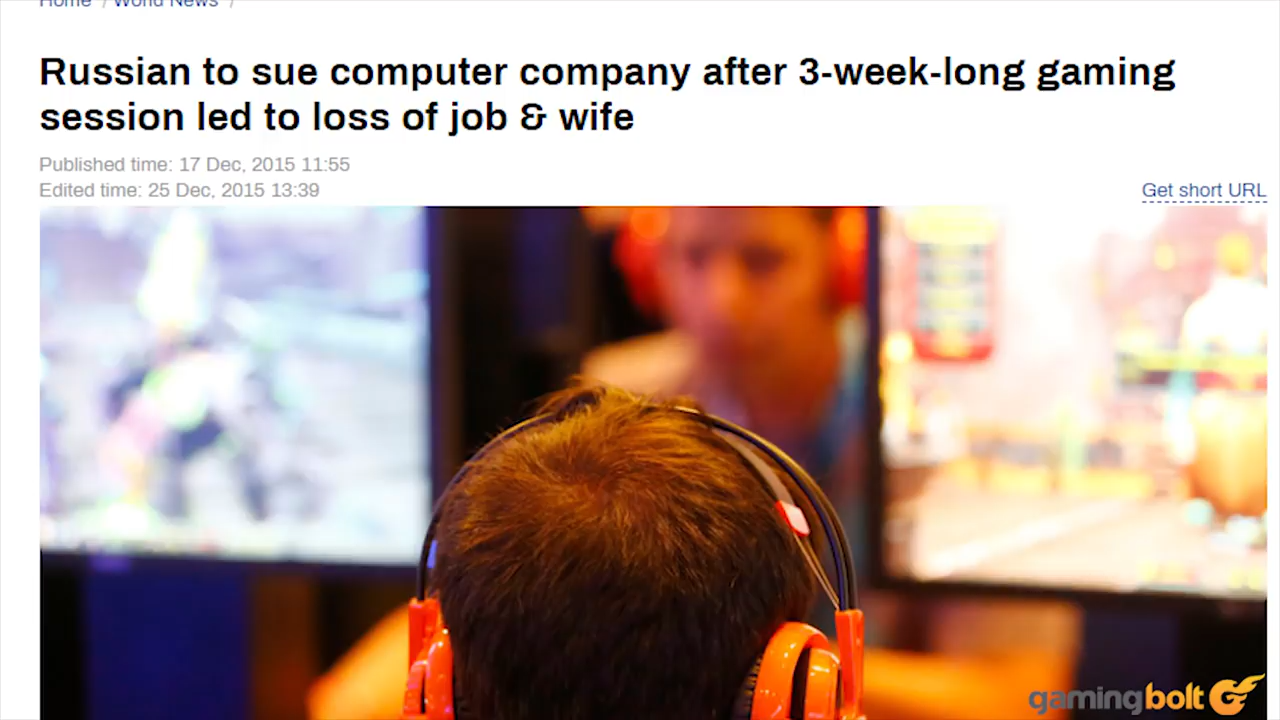 Home / World News /
Russian to sue computer company after 3-week-long gaming
session led to loss of job & wife
Published time: 17 Dec, 2015 11:55
Edited time: 25 Dec, 2015 13:39
Get short URL
gamingbolt